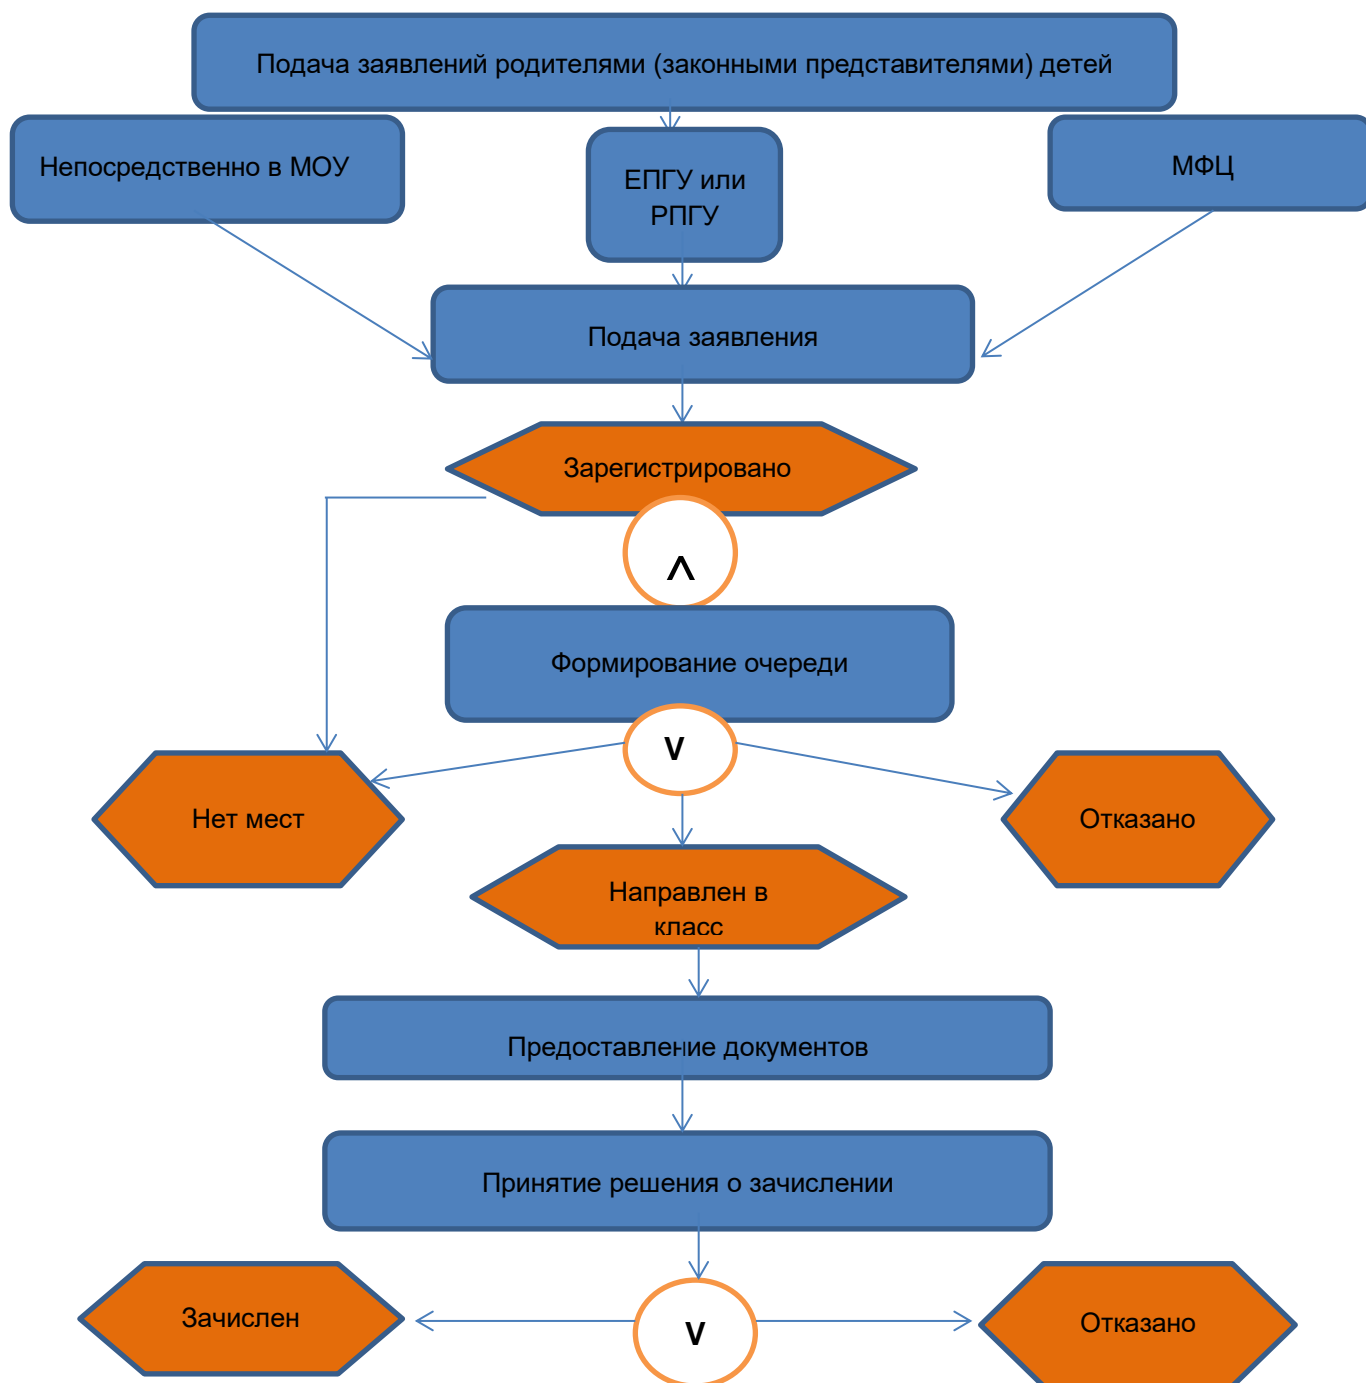 Подача заявлений родителями (законными представителями) детей
Непосредственно в МОУ
ЕПГУ или
РПГУ
МФЦ
Подача заявления
Зарегистрировано
Λ
Формирование очереди
V
Нет мест
Отказано
Направлен в
класс
Предоставление документов
Принятие решения о зачислении
Зачислен
V
Отказано